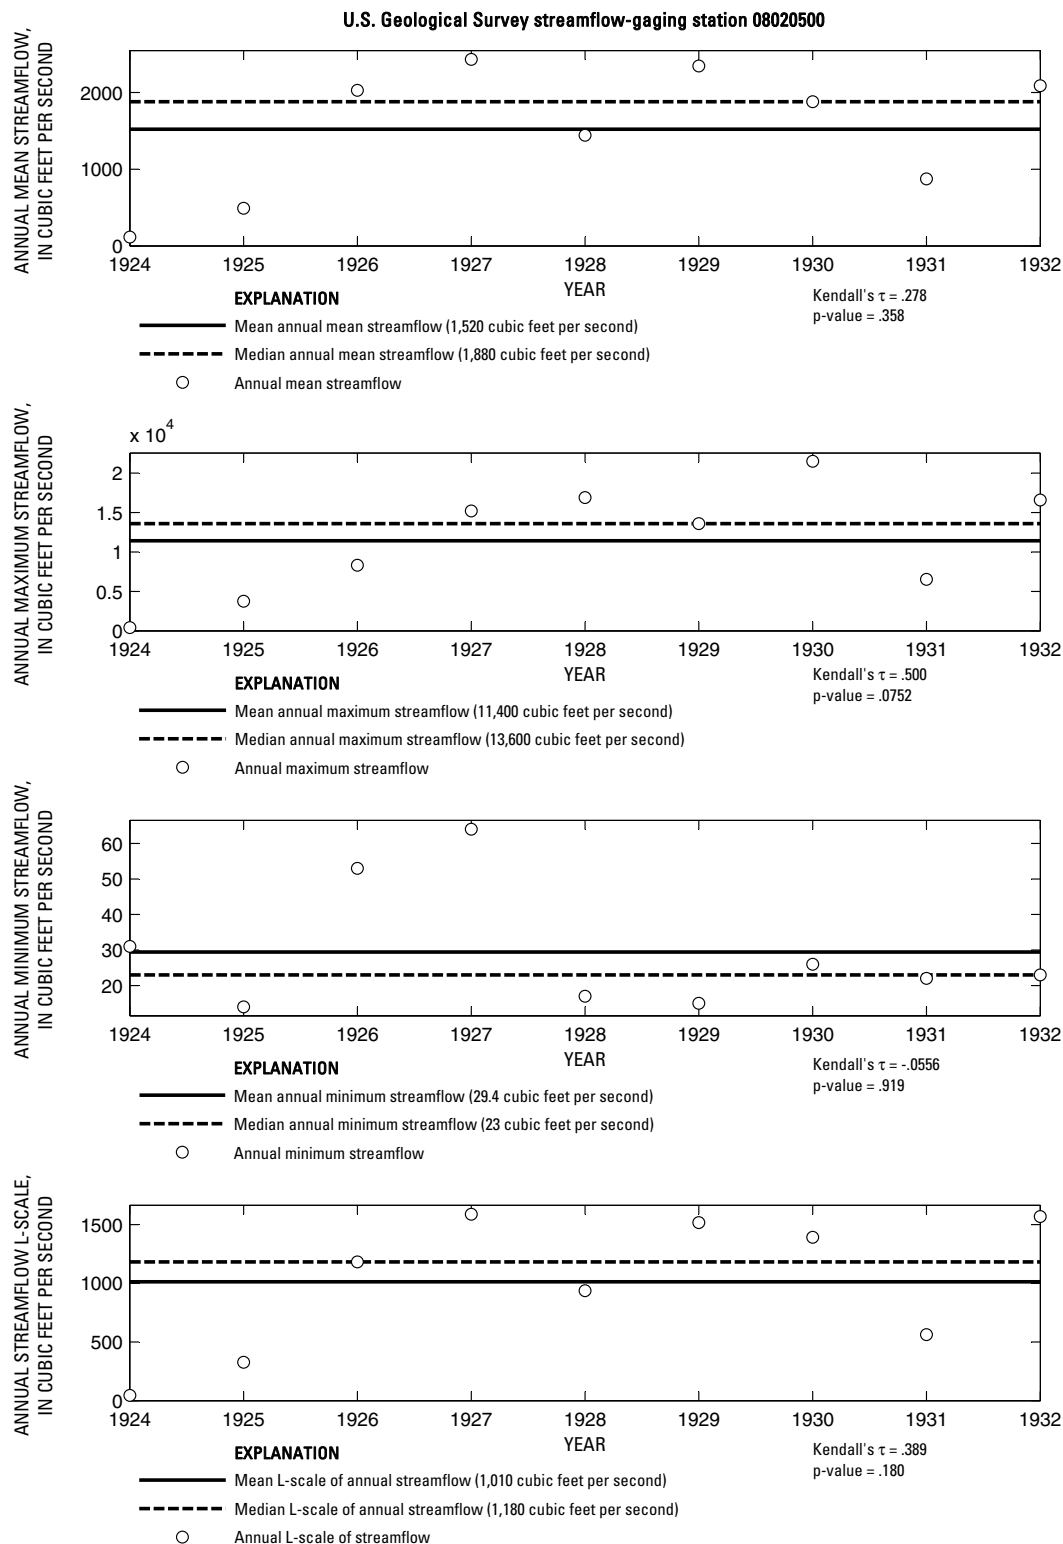 U.S. Geological Survey streamflow-gaging station 08020500
ANNUAL MEAN STREAMFLOW,
IN CUBIC FEET PER SECOND
2000
1000
0
1924 1925 1926 1927 1928 1929 1930 1931 1932
YEAR
Kendall's τ = .278
p-value = .358
EXPLANATION
Mean annual mean streamflow (1,520 cubic feet per second)
Median annual mean streamflow (1,880 cubic feet per second)
Annual mean streamflow
ANNUAL MAXIMUM STREAMFLOW,
IN CUBIC FEET PER SECOND
x 10^4
2
1.5
1
0.5
0
1924 1925 1926 1927 1928 1929 1930 1931 1932
YEAR
Kendall's τ = .500
p-value = .0752
EXPLANATION
Mean annual maximum streamflow (11,400 cubic feet per second)
Median annual maximum streamflow (13,600 cubic feet per second)
Annual maximum streamflow
ANNUAL MINIMUM STREAMFLOW,
IN CUBIC FEET PER SECOND
60
50
40
30
20
1924 1925 1926 1927 1928 1929 1930 1931 1932
YEAR
Kendall's τ = -.0556
p-value = .919
EXPLANATION
Mean annual minimum streamflow (29.4 cubic feet per second)
Median annual minimum streamflow (23 cubic feet per second)
Annual minimum streamflow
ANNUAL STREAMFLOW L-SCALE,
IN CUBIC FEET PER SECOND
1500
1000
500
0
1924 1925 1926 1927 1928 1929 1930 1931 1932
YEAR
Kendall's τ = .389
p-value = .180
EXPLANATION
Mean L-scale of annual streamflow (1,010 cubic feet per second)
Median L-scale of annual streamflow (1,180 cubic feet per second)
Annual L-scale of streamflow